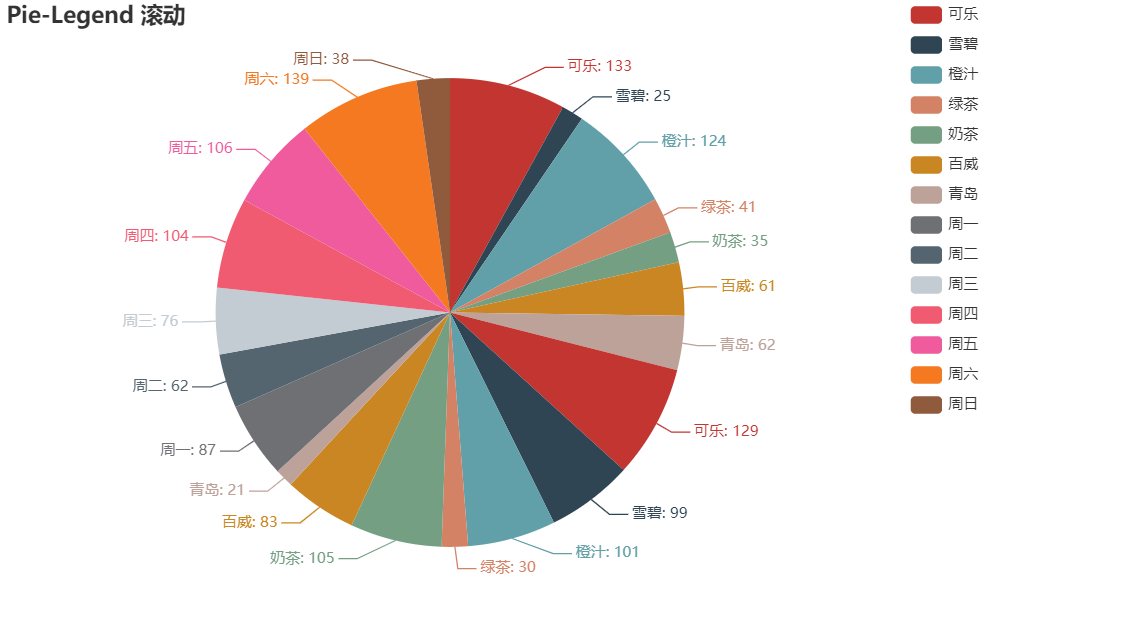 Pie-Legend 滚动
可乐: 133
雪碧: 25
橙汁: 124
绿茶: 41
奶茶: 35
百威: 61
青岛: 62
可乐: 129
雪碧: 99
橙汁: 101
绿茶: 30
奶茶: 105
百威: 83
青岛: 21
周一: 87
周二: 62
周三: 76
周四: 104
周五: 106
周六: 139
周日: 38
可乐
雪碧
橙汁
绿茶
奶茶
百威
青岛
周一
周二
周三
周四
周五
周六
周日